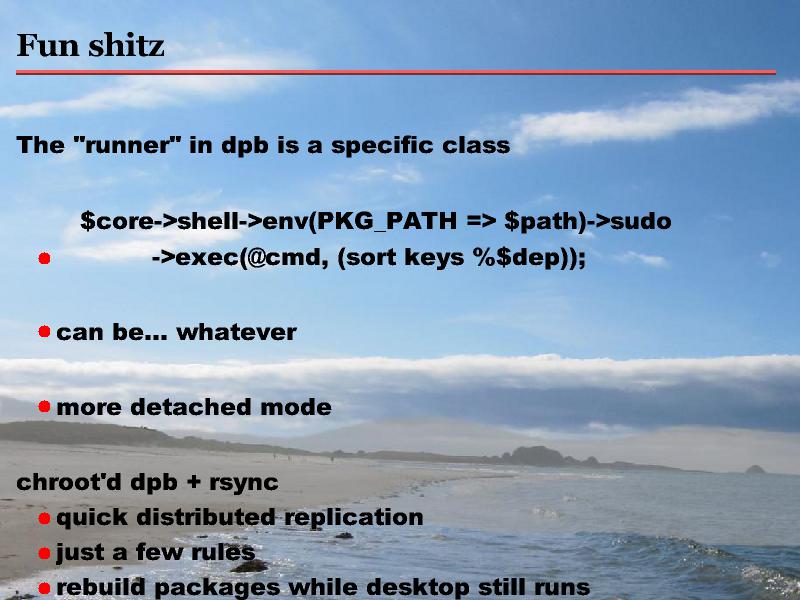 Fun shitz
The "runner" in dpb is a specific class
$core->shell->env(PKG_PATH => $path)->sudo
->exec(@cmd, (sort keys %$dep));
can be... whatever
more detached mode
chroot'd dpb + rsync
quick distributed replication
just a few rules
rebuild packages while desktop still runs